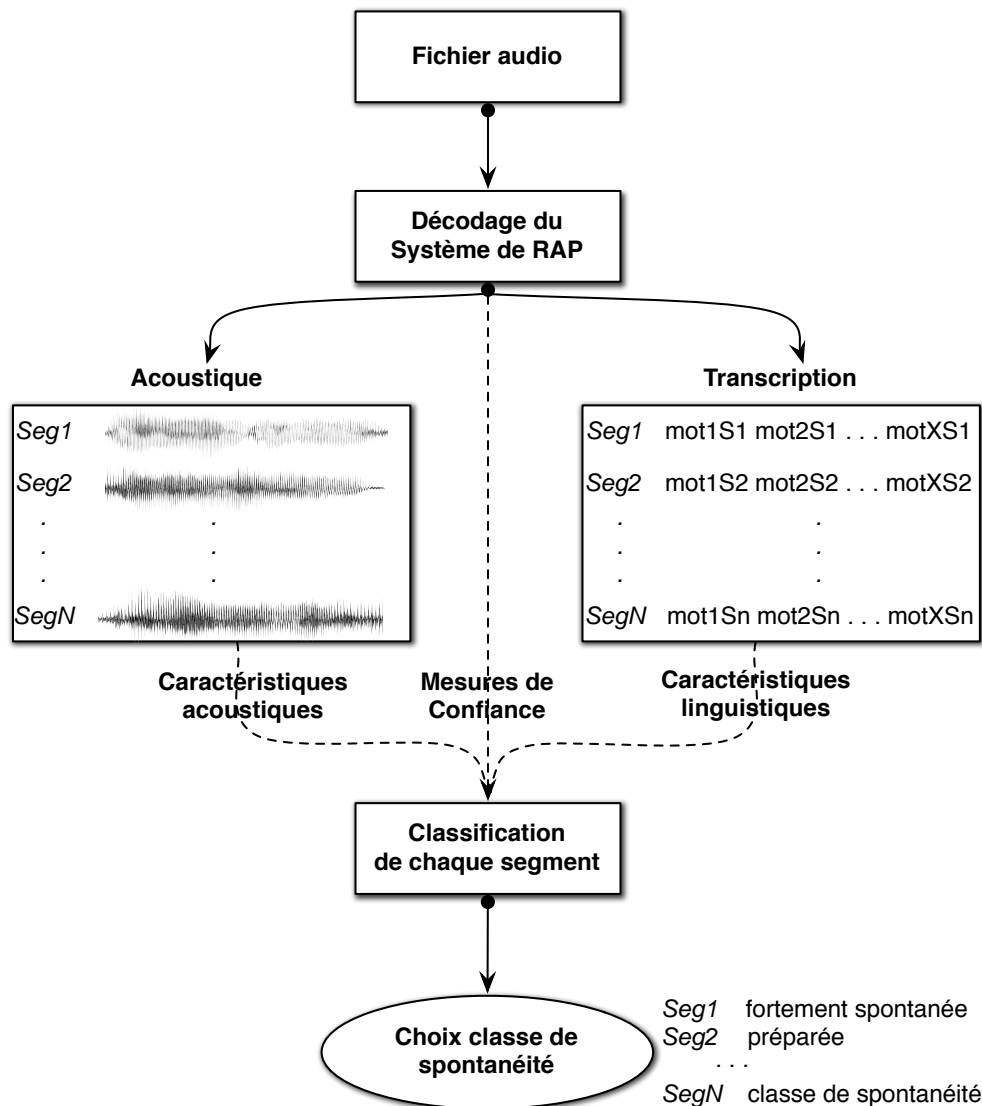 Fichier audio
Décodage du
Système de RAP
Acoustique
Seg1
Seg2
.
.
.
.
.
.
SegN
Transcription
Seg1 mot1S1 mot2S1 . . . motXS1
Seg2 mot1S2 mot2S2 . . . motXS2
. .
. .
. .
SegN mot1Sn mot2Sn . . . motXSn
Caractéristiques
acoustiques
Mesures de
Confiance
Caractéristiques
linguistiques
Classification
de chaque segment
Choix classe de
spontanéité
Seg1 fortement spontanée
Seg2 préparée
. . .
SegN classe de spontanéité